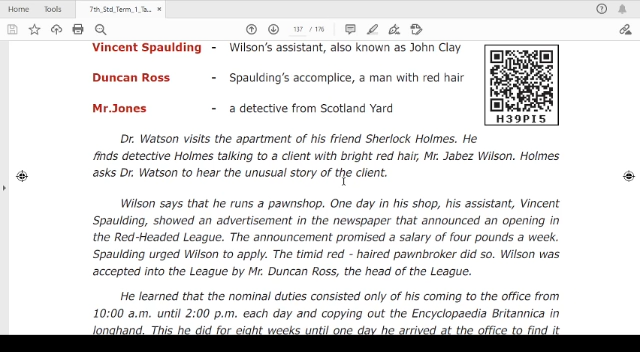 Home Tools 7th_Std_Term_1_Ta... ×
137 / 176
Vincent Spaulding - Wilson's assistant, also known as John Clay
Duncan Ross - Spaulding's accomplice, a man with red hair
Mr.Jones - a detective from Scotland Yard
H39PI5
Dr. Watson visits the apartment of his friend Sherlock Holmes. He
finds detective Holmes talking to a client with bright red hair, Mr. Jabez Wilson. Holmes
asks Dr. Watson to hear the unusual story of the client.
Wilson says that he runs a pawnshop. One day in his shop, his assistant, Vincent
Spaulding, showed an advertisement in the newspaper that announced an opening in
the Red-Headed League. The announcement promised a salary of four pounds a week.
Spaulding urged Wilson to apply. The timid red - haired pawnbroker did so. Wilson was
accepted into the League by Mr. Duncan Ross, the head of the League.
He learned that the nominal duties consisted only of his coming to the office from
10:00 a.m. until 2:00 p.m. each day and copying out the Encyclopaedia Britannica in
longhand. This he did for eight weeks until one day he arrived at the office to find it